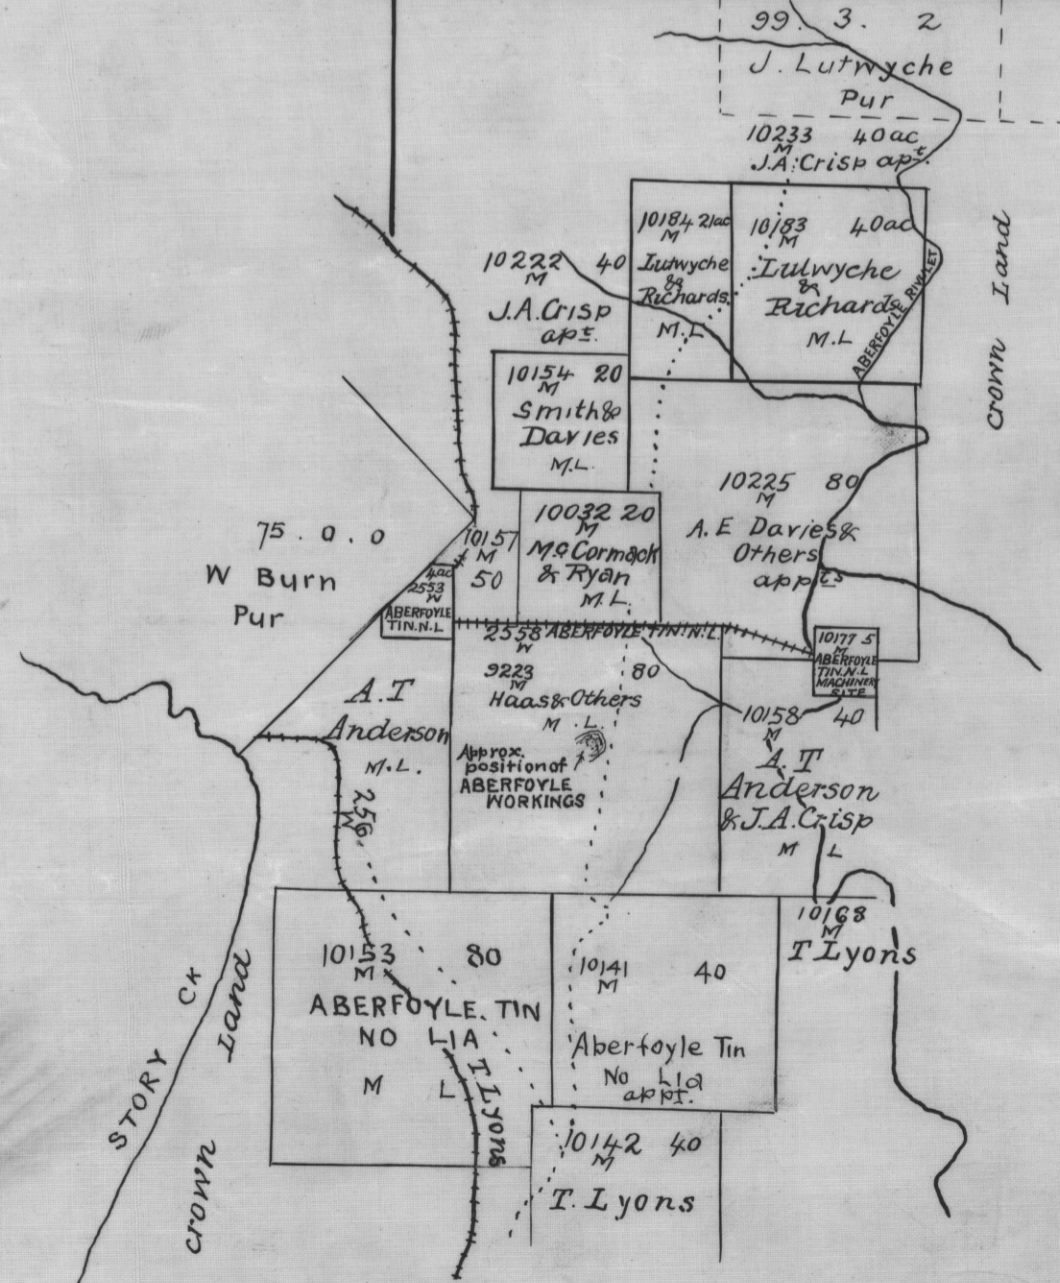 99. 3. 2
J. Lutwyche
Pur
10233 40ac
M
J.A. Crisp apt.
10184 21ac
M
Lutwyche
&
Richards
M.L
10183 40ac
M
Lulwyche
&
Richards
M.L
ABERFOYLE RIVULET
crown Land
10222 40
M
J.A. Crisp
apt.
10154 20
M
Smith &
Davies
M.L.
10225 80
M
A. E Davies &
Others
appts
10032 20
M
McCormack
& Ryan
M.L.
10157
M
50
75. 0. 0
W Burn
Pur
4ac
2553
W
ABERFOYLE
TIN. N.L
2558 ABERFOYLE TIN. N.L.
W
9223 80
M
Haas & Others
M. L.
Approx.
position of
ABERFOYLE
WORKINGS
10177 5
M
ABERFOYLE
TIN. N.L
MACHINERY
SITE
A.T
Anderson
M.L.
256
W
10158 40
M
A. T
Anderson
& J.A. Crisp
M L
10168
M
T Lyons
10153 80
M
ABERFOYLE. TIN
NO LIA
M L
T Lyons
10141 40
M
Aberfoyle Tin
No Lia
appt.
10142 40
M
T. Lyons
STORY CK
crown Land